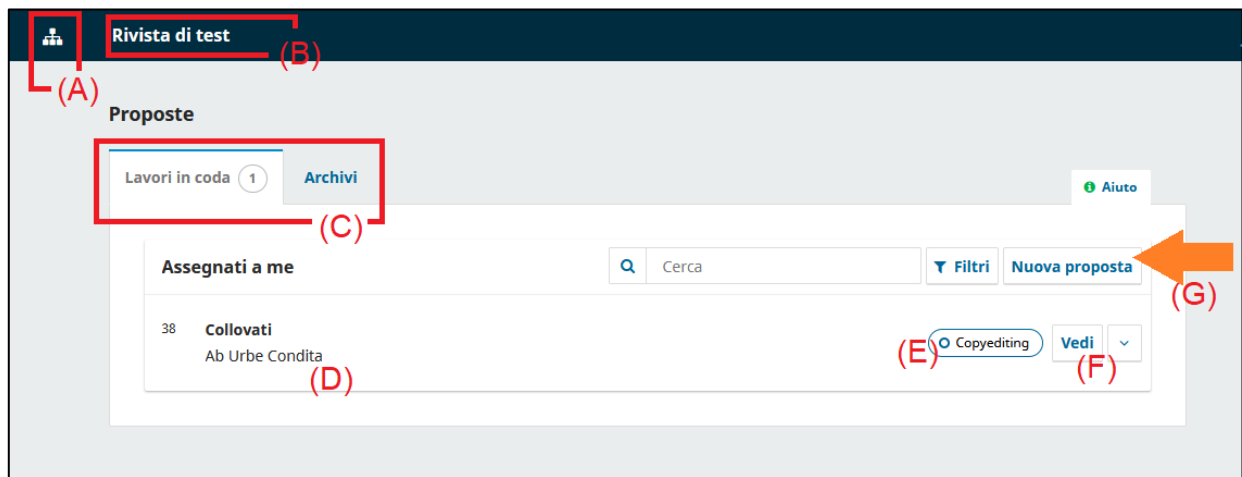 Rivista di test
(B)
(A)
Proposte
Lavori in coda 1 Archivi
Aiuto
(C)
Assegnati a me Cerca Filtri Nuova proposta
(G)
38 Collovati
Ab Urbe Condita
(E) Copyediting Vedi
(F)
(D)